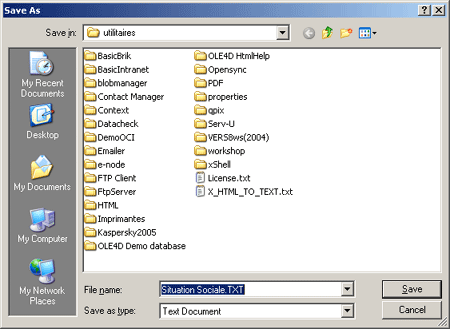 Save As
Save in: utilitaires
My Recent
Documents
Desktop
My Documents
My Computer
My Network
Places
BasicBrik
BasicIntranet
blobmanager
Contact Manager
Context
Datacheck
DemoOCI
Emailer
e-node
FTP Client
FtpServer
HTML
Imprimantes
Kaspersky2005
OLE4D Demo database
OLE4D HtmlHelp
Opensync
PDF
properties
qpix
Serv-U
VERS8ws(2004)
workshop
xShell
License.txt
X_HTML_TO_TEXT.txt
File name: Situation Sociale.TXT Save
Save as type: Text Document Cancel